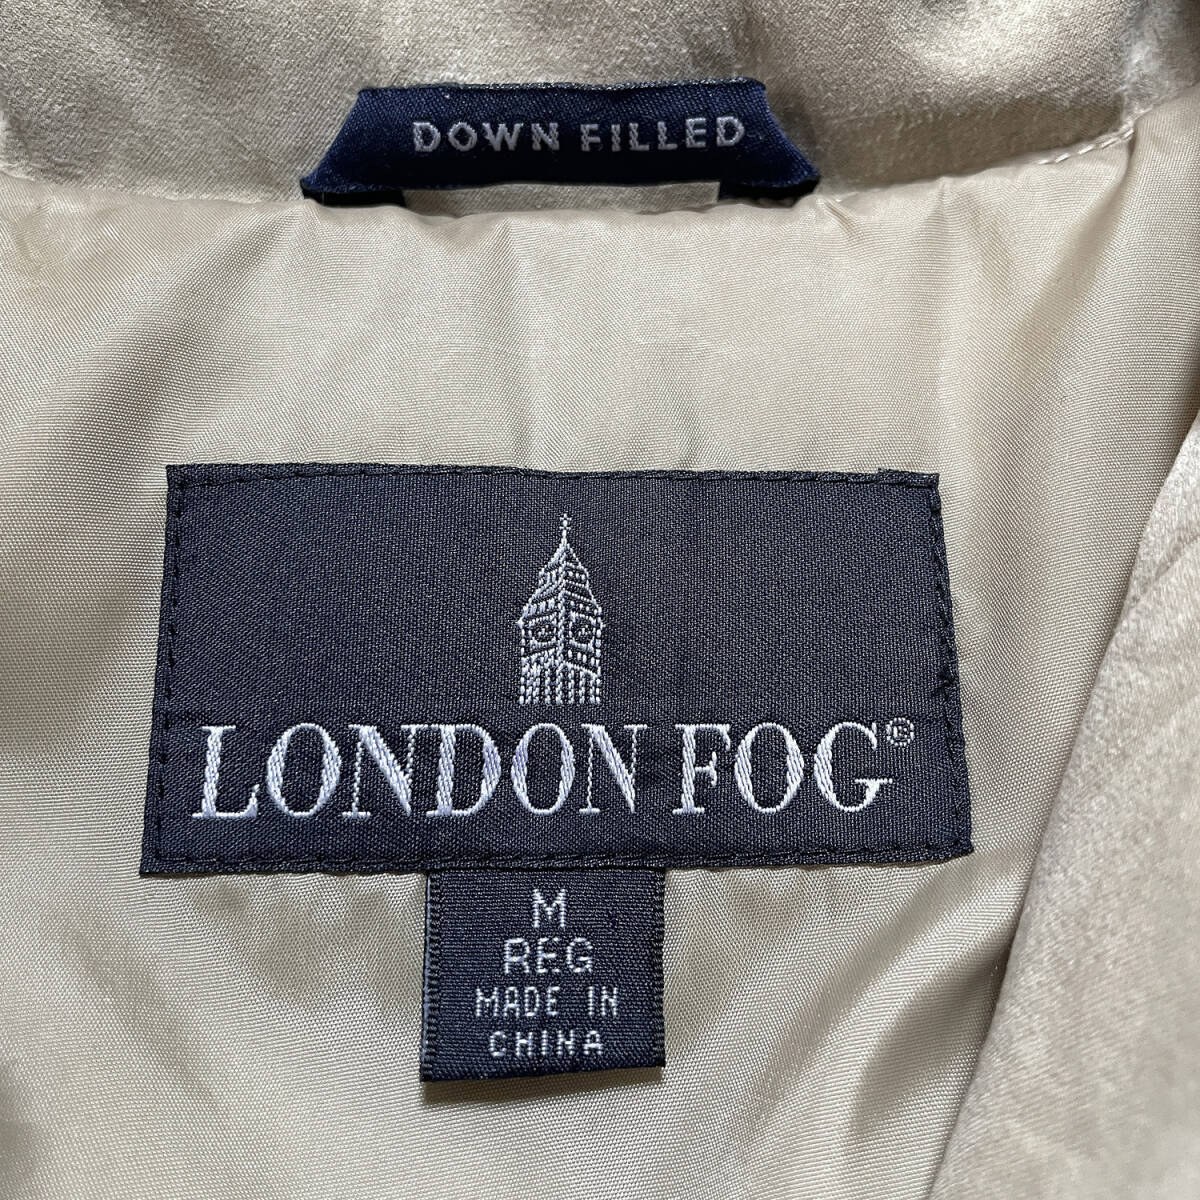 DOWN FILLED
LONDON FOG®
M
REG
MADE IN
CHINA